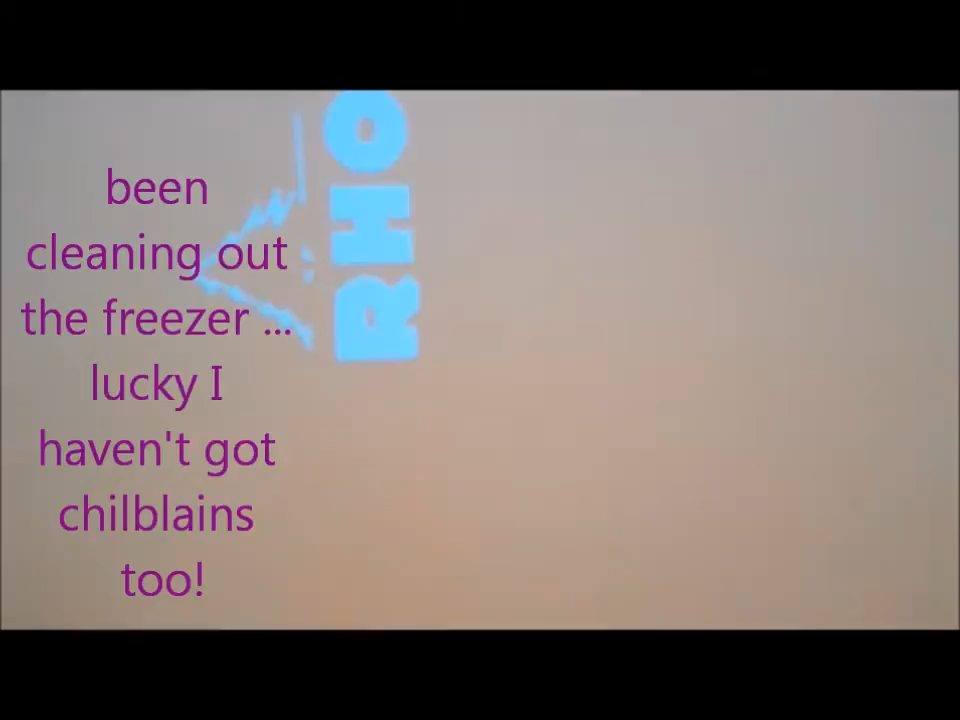 been
cleaning out
the freezer ...
lucky I
haven't got
chilblains
too!
RHO